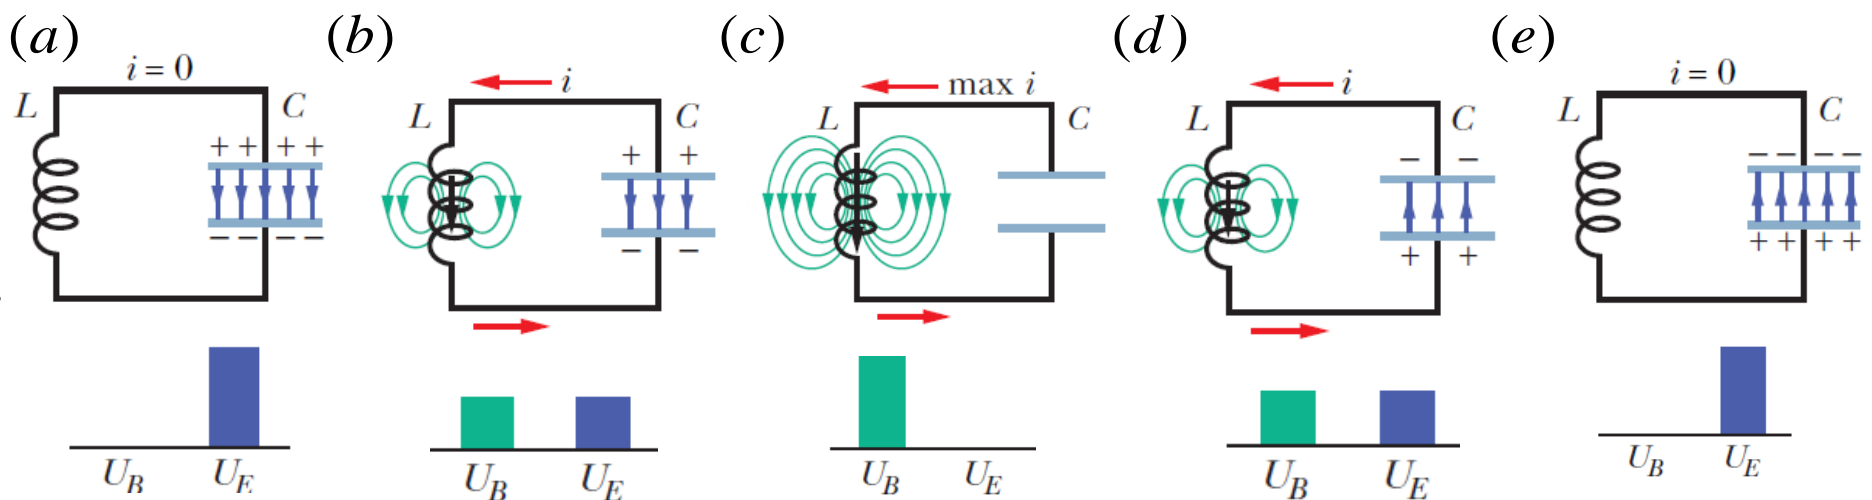 (a) (b) (c) (d) (e)
i = 0
L C
+ + + +
− − − −
U_B U_E
i
L C
+ +
− −
U_B U_E
max i
L C
U_B U_E
i
L C
− −
+ +
U_B U_E
i = 0
L C
− − − −
+ + + +
U_B U_E